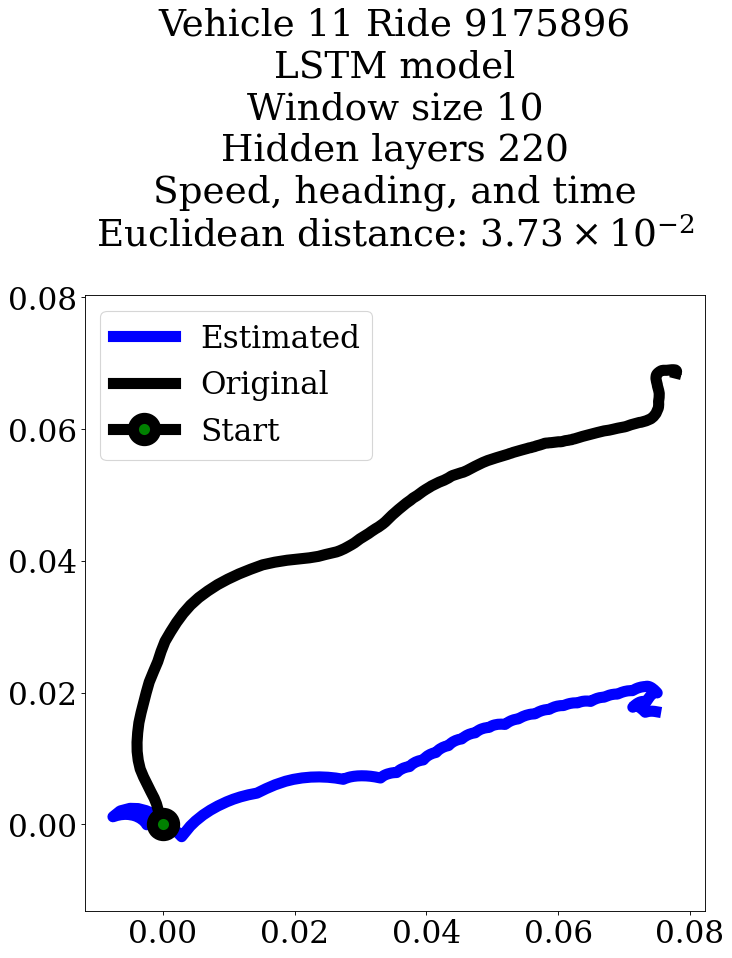 Vehicle 11 Ride 9175896
LSTM model
Window size 10
Hidden layers 220
Speed, heading, and time
Euclidean distance: 3.73 × 10⁻²
0.08
Estimated
Original
Start
0.06
0.04
0.02
0.00
0.00 0.02 0.04 0.06 0.08